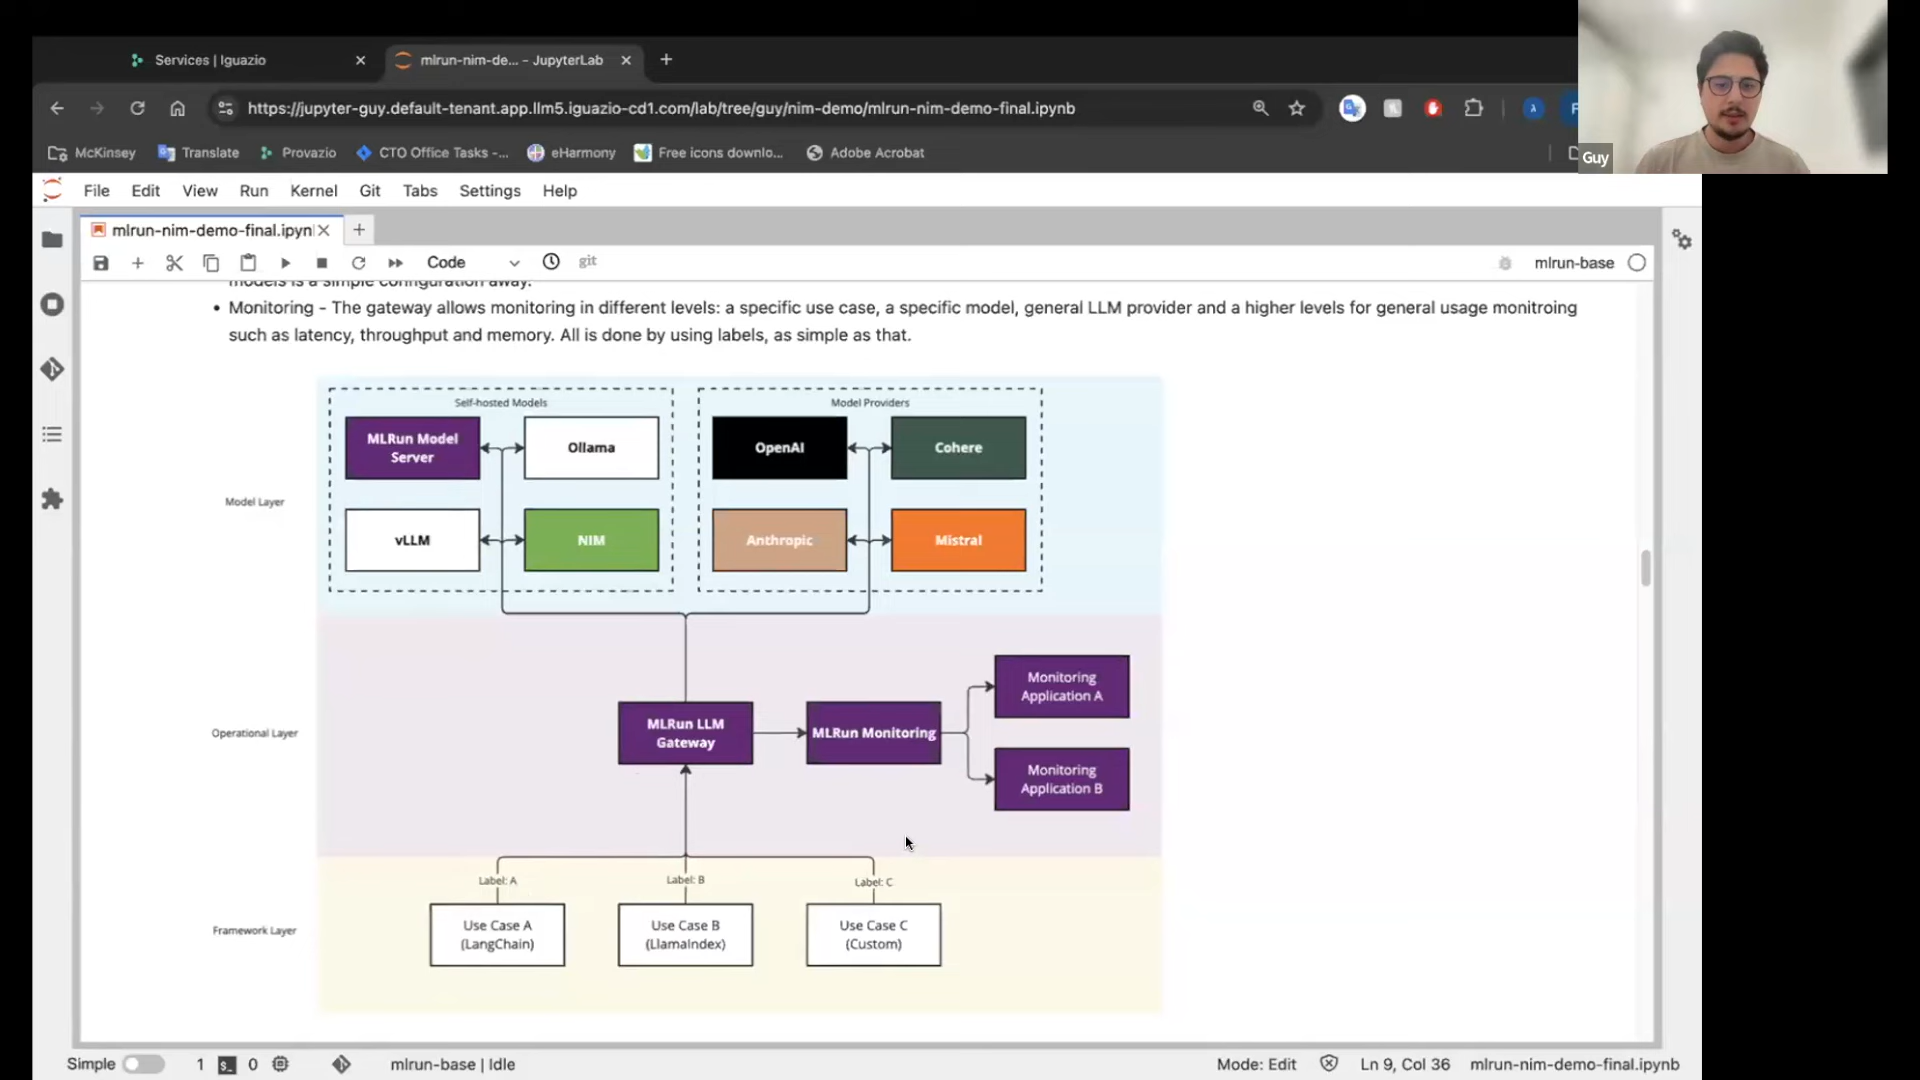 Services | Iguazio
mlrun-nim-de... - JupyterLab
https://jupyter-guy.default-tenant.app.llm5.iguazio-cd1.com/lab/tree/guy/nim-demo/mlrun-nim-demo-final.ipynb
McKinsey
Translate
Provazio
CTO Office Tasks -...
eHarmony
Free icons downlo...
Adobe Acrobat
Guy
File Edit View Run Kernel Git Tabs Settings Help
mlrun-nim-demo-final.ipyn
Code
git
mlrun-base
models is a simple configuration away.
• Monitoring - The gateway allows monitoring in different levels: a specific use case, a specific model, general LLM provider and a higher levels for general usage monitroing
such as latency, throughput and memory. All is done by using labels, as simple as that.
Self-hosted Models
Model Providers
MLRun Model
Server
Ollama
OpenAI
Cohere
Model Layer
vLLM
NIM
Anthropic
Mistral
Monitoring
Application A
Operational Layer
MLRun LLM
Gateway
MLRun Monitoring
Monitoring
Application B
Label: A
Label: B
Label: C
Framework Layer
Use Case A
(LangChain)
Use Case B
(LlamaIndex)
Use Case C
(Custom)
Simple
1
0
mlrun-base | Idle
Mode: Edit
Ln 9, Col 36
mlrun-nim-demo-final.ipynb